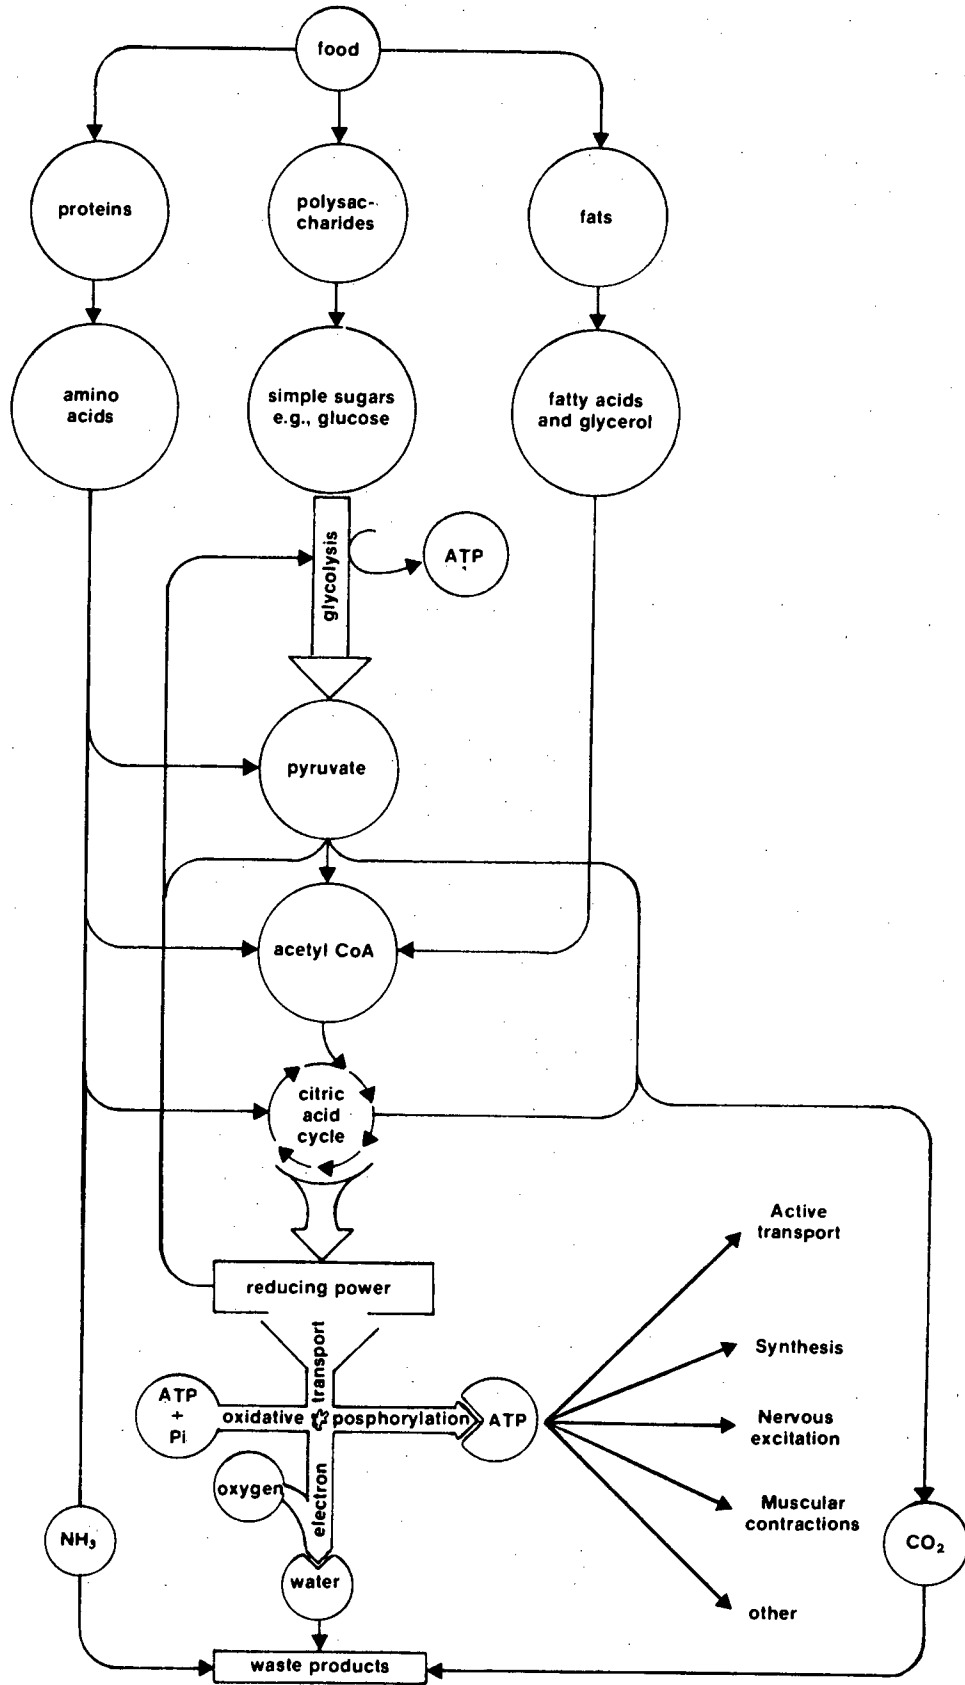 food
proteins
polysac-
charides
fats
amino
acids
simple sugars
e.g., glucose
fatty acids
and glycerol
glycolysis
ATP
pyruvate
acetyl CoA
citric
acid
cycle
reducing power
Active
transport
Synthesis
Nervous
excitation
Muscular
contractions
other
transport
ATP
+
Pi
oxidative
posphorylation
ATP
oxygen
electron
NH₃
water
CO₂
waste products